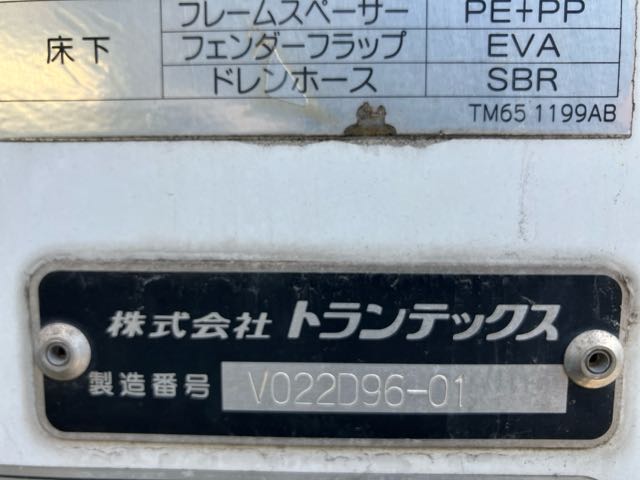 フレームスペーサー PE+PP
床下 フェンダーフラップ EVA
ドレンホース SBR
TM65 1199AB
株式会社 トランテックス
製造番号 V022D96-01